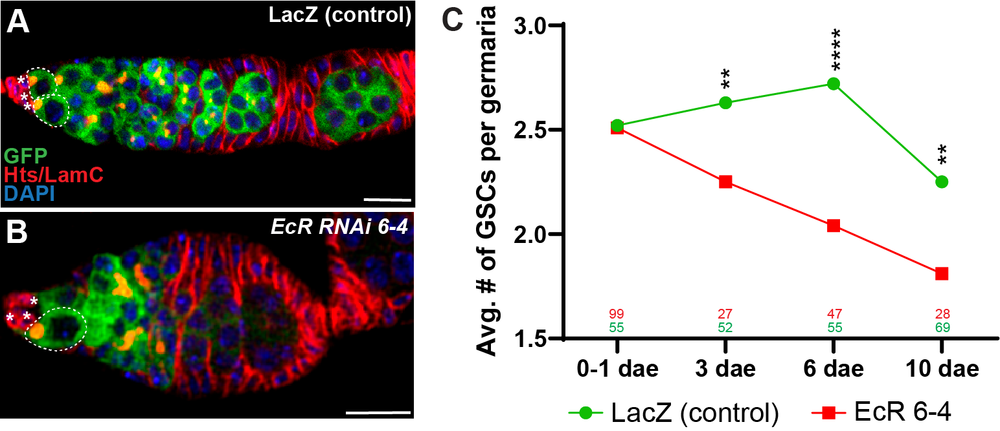 A
LacZ (control)
*
*
*
GFP
Hts/LamC
DAPI
B
EcR RNAi 6-4
*
*
*
C
Avg. # of GSCs per germaria
3.0
2.5
2.0
1.5
**
****
**
99 27 47 28
55 52 55 69
0-1 dae 3 dae 6 dae 10 dae
LacZ (control) EcR 6-4